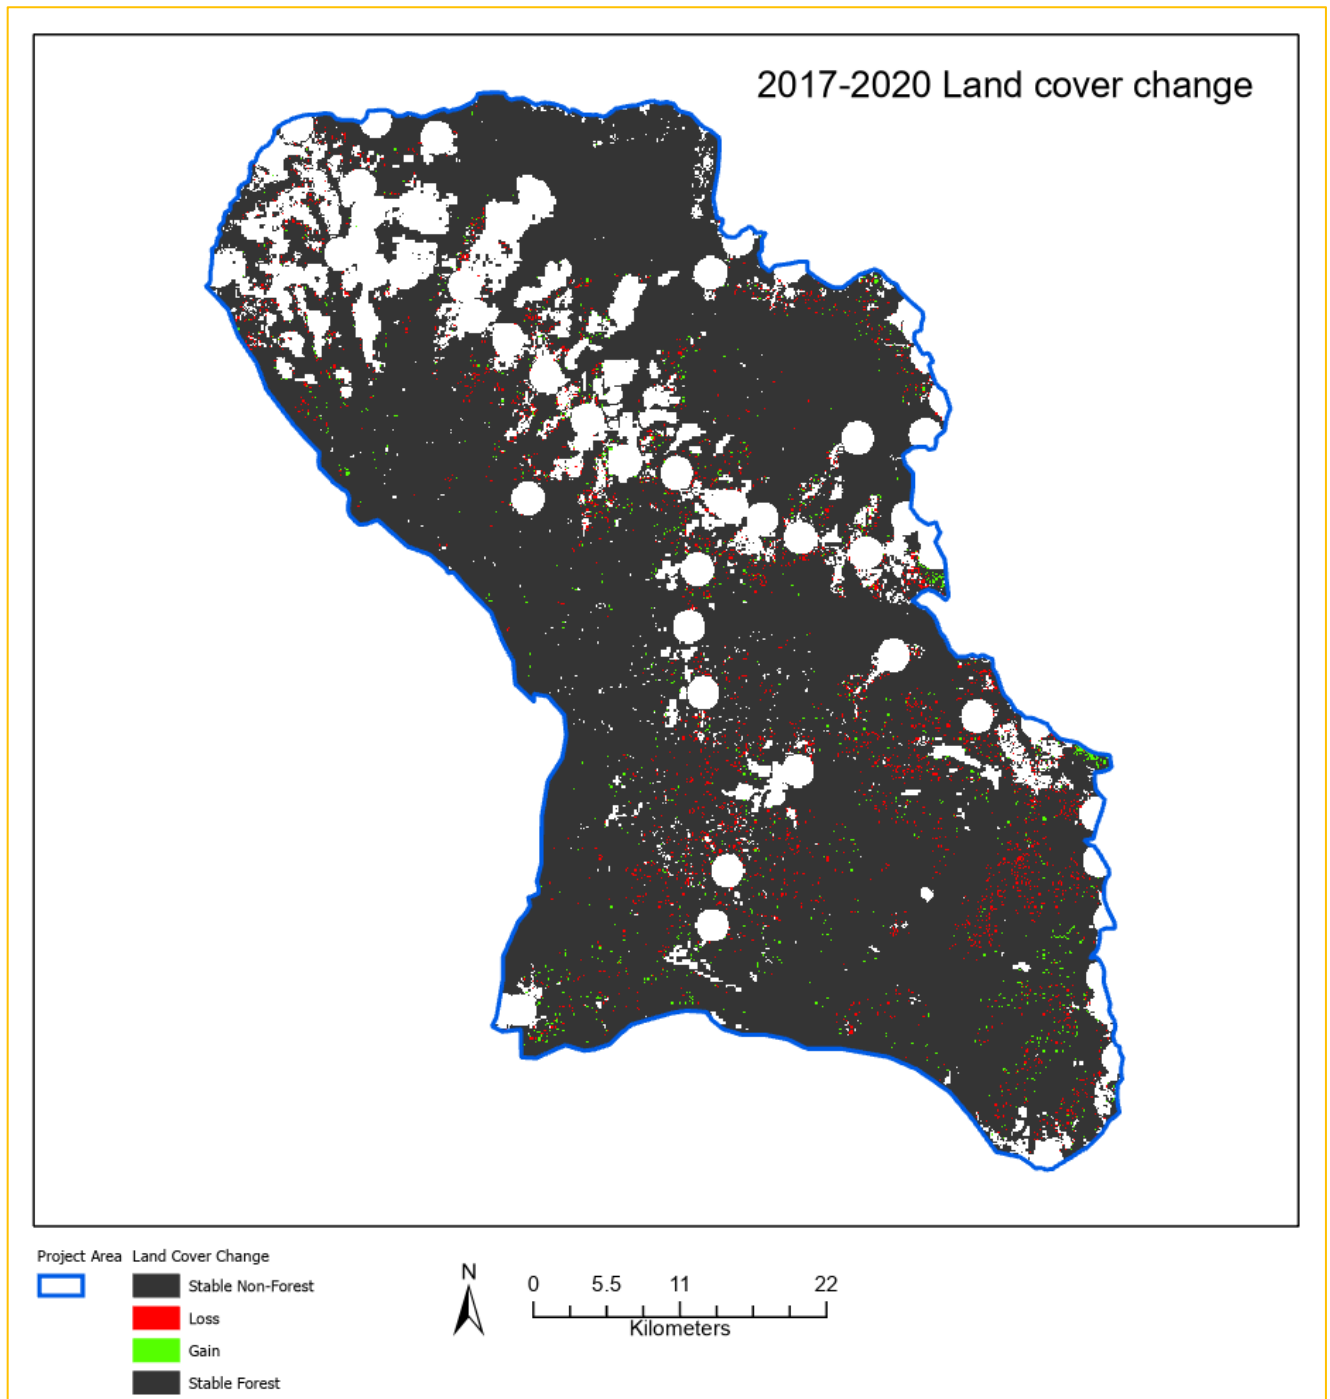 2017-2020 Land cover change
Project Area Land Cover Change
Stable Non-Forest
Loss
Gain
Stable Forest
N
0 5.5 11 22
Kilometers